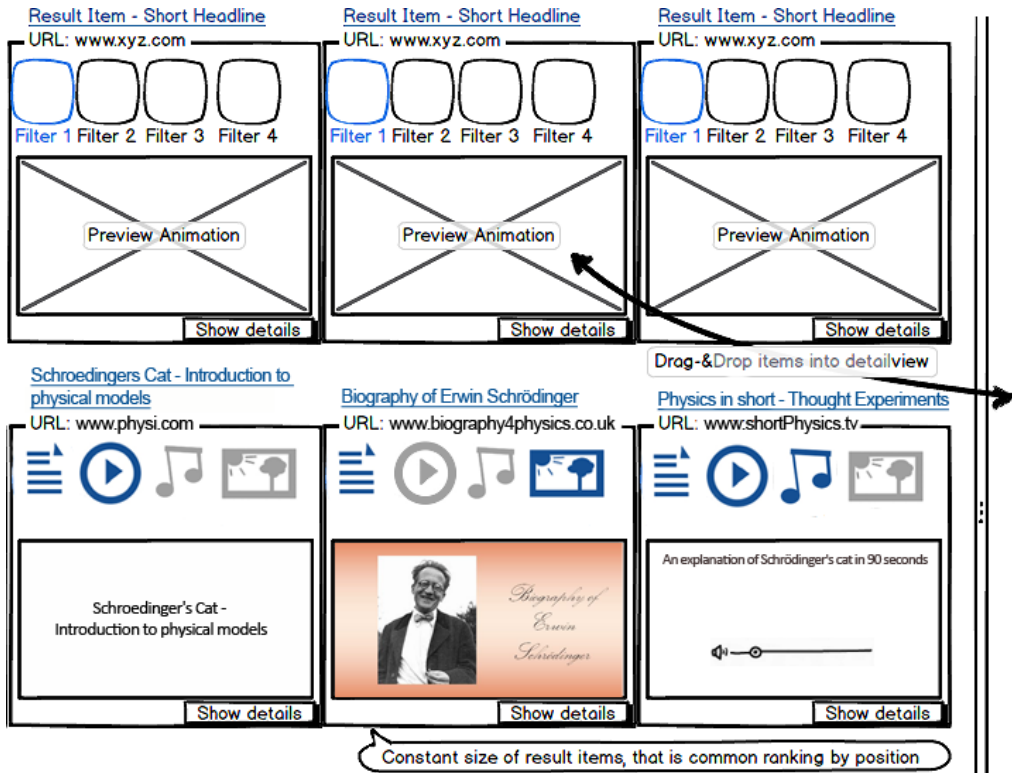 Result Item - Short Headline
URL: www.xyz.com
Filter 1 Filter 2 Filter 3 Filter 4
Preview Animation
Show details
Result Item - Short Headline
URL: www.xyz.com
Filter 1 Filter 2 Filter 3 Filter 4
Preview Animation
Show details
Result Item - Short Headline
URL: www.xyz.com
Filter 1 Filter 2 Filter 3 Filter 4
Preview Animation
Show details
Drag-&Drop items into detailview
Schroedingers Cat - Introduction to
physical models
URL: www.physi.com
Schroedinger's Cat -
Introduction to physical models
Show details
Biography of Erwin Schrödinger
URL: www.biography4physics.co.uk
Biography of
Erwin
Schrödinger
Show details
Physics in short - Thought Experiments
URL: www.shortPhysics.tv
An explanation of Schrödinger's cat in 90 seconds
Show details
Constant size of result items, that is common ranking by position